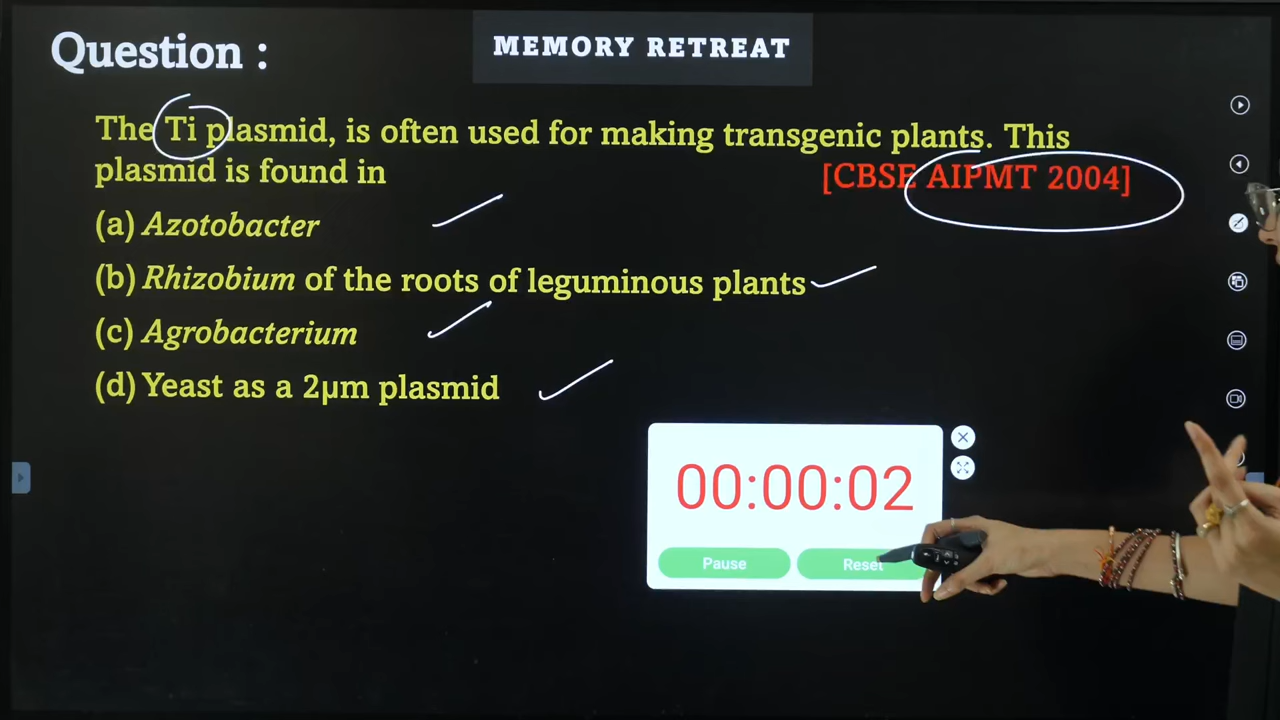 Question :
MEMORY RETREAT
The Ti plasmid, is often used for making transgenic plants. This
plasmid is found in
[CBSE AIPMT 2004]
(a) Azotobacter
(b) Rhizobium of the roots of leguminous plants
(c) Agrobacterium
(d) Yeast as a 2µm plasmid
00:00:02
Pause
Reset